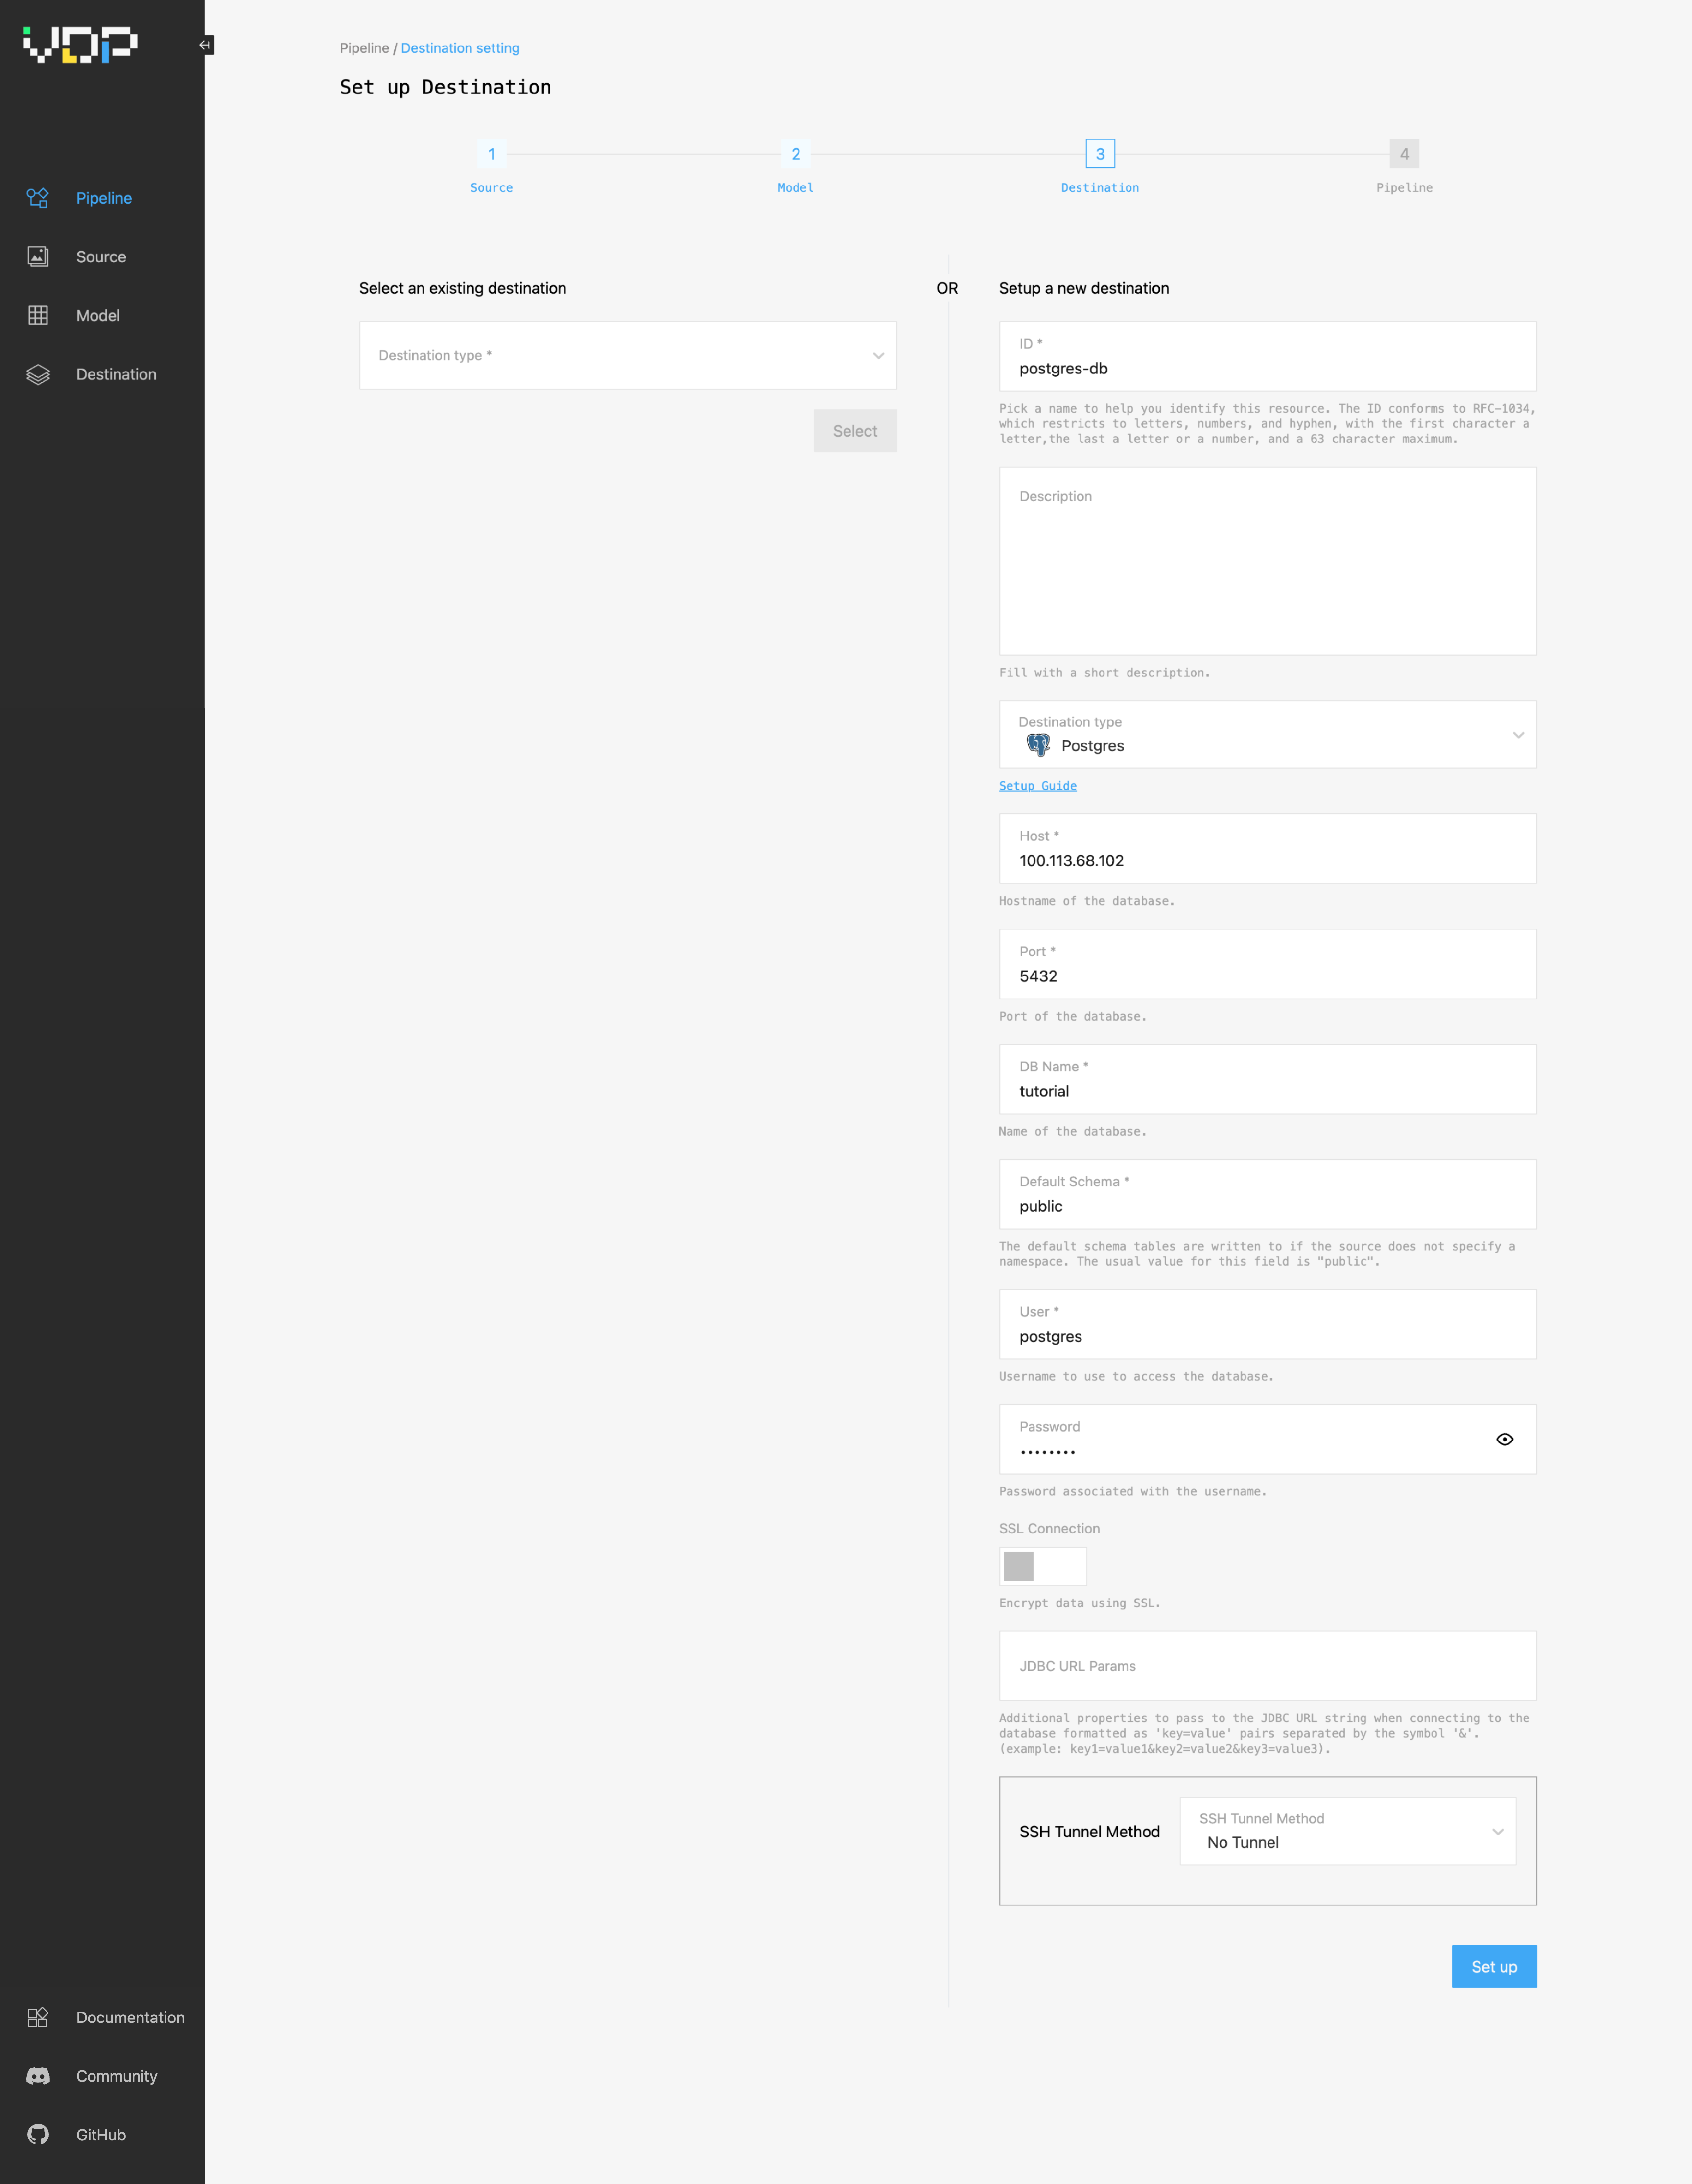 VDP
Pipeline
Source
Model
Destination
Documentation
Community
GitHub
Pipeline / Destination setting
Set up Destination
1
Source
2
Model
3
Destination
4
Pipeline
Select an existing destination
Destination type *
Select
OR
Setup a new destination
ID *
postgres-db
Pick a name to help you identify this resource. The ID conforms to RFC-1034,
which restricts to letters, numbers, and hyphen, with the first character a
letter,the last a letter or a number, and a 63 character maximum.
Description
Fill with a short description.
Destination type
Postgres
Setup Guide
Host *
100.113.68.102
Hostname of the database.
Port *
5432
Port of the database.
DB Name *
tutorial
Name of the database.
Default Schema *
public
The default schema tables are written to if the source does not specify a
namespace. The usual value for this field is "public".
User *
postgres
Username to use to access the database.
Password
••••••••
Password associated with the username.
SSL Connection
Encrypt data using SSL.
JDBC URL Params
Additional properties to pass to the JDBC URL string when connecting to the
database formatted as 'key=value' pairs separated by the symbol '&'.
(example: key1=value1&key2=value2&key3=value3).
SSH Tunnel Method
SSH Tunnel Method
No Tunnel
Set up